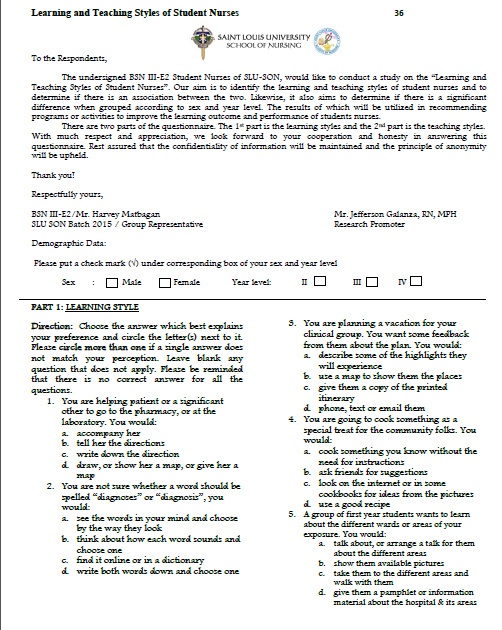 Learning and Teaching Styles of Student Nurses 36
SAINT LOUIS UNIVERSITY
SCHOOL OF NURSING
To the Respondents,
The undersigned BSN III-E2 Student Nurses of SLU-SON, would like to conduct a study on the “Learning and
Teaching Styles of Student Nurses”. Our aim is to identify the learning and teaching styles of student nurses and to
determine if there is an association between the two. Likewise, it also aims to determine if there is a significant
difference when grouped according to sex and year level. The results of which will be utilized in recommending
programs or activities to improve the learning outcome and performance of students nurses.
There are two parts of the questionnaire. The 1st part is the learning styles and the 2nd part is the teaching styles.
With much respect and appreciation, we look forward to your cooperation and honesty in answering this
questionnaire. Rest assured that the confidentiality of information will be maintained and the principle of anonymity
will be upheld.
Thank you!
Respectfully yours,
BSN III-E2/Mr. Harvey Matbagan Mr. Jefferson Galanza, RN, MPH
SLU SON Batch 2015 / Group Representative Research Promoter
Demographic Data:
Please put a check mark (√) under corresponding box of your sex and year level
Sex : Male Female Year level: II III IV
PART 1: LEARNING STYLE
Direction: Choose the answer which best explains
your preference and circle the letter(s) next to it.
Please circle more than one if a single answer does
not match your perception. Leave blank any
question that does not apply. Please be reminded
that there is no correct answer for all the
questions.
1. You are helping patient or a significant
other to go to the pharmacy, or at the
laboratory. You would:
a. accompany her
b. tell her the directions
c. write down the direction
d. draw, or show her a map, or give her a
map
2. You are not sure whether a word should be
spelled “diagnoses” or “diagnosis”, you
would:
a. see the words in your mind and choose
by the way they look
b. think about how each word sounds and
choose one
c. find it online or in a dictionary
d. write both words down and choose one
3. You are planning a vacation for your
clinical group. You want some feedback
from them about the plan. You would:
a. describe some of the highlights they
will experience
b. use a map to show them the places
c. give them a copy of the printed
itinerary
d. phone, text or email them
4. You are going to cook something as a
special treat for the community folks. You
would:
a. cook something you know without the
need for instructions
b. ask friends for suggestions
c. look on the internet or in some
cookbooks for ideas from the pictures
d. use a good recipe
5. A group of first year students wants to learn
about the different wards or areas of your
exposure. You would:
a. talk about, or arrange a talk for them
about the different areas
b. show them available pictures
c. take them to the different areas and
walk with them
d. give them a pamphlet or information
material about the hospital & its areas